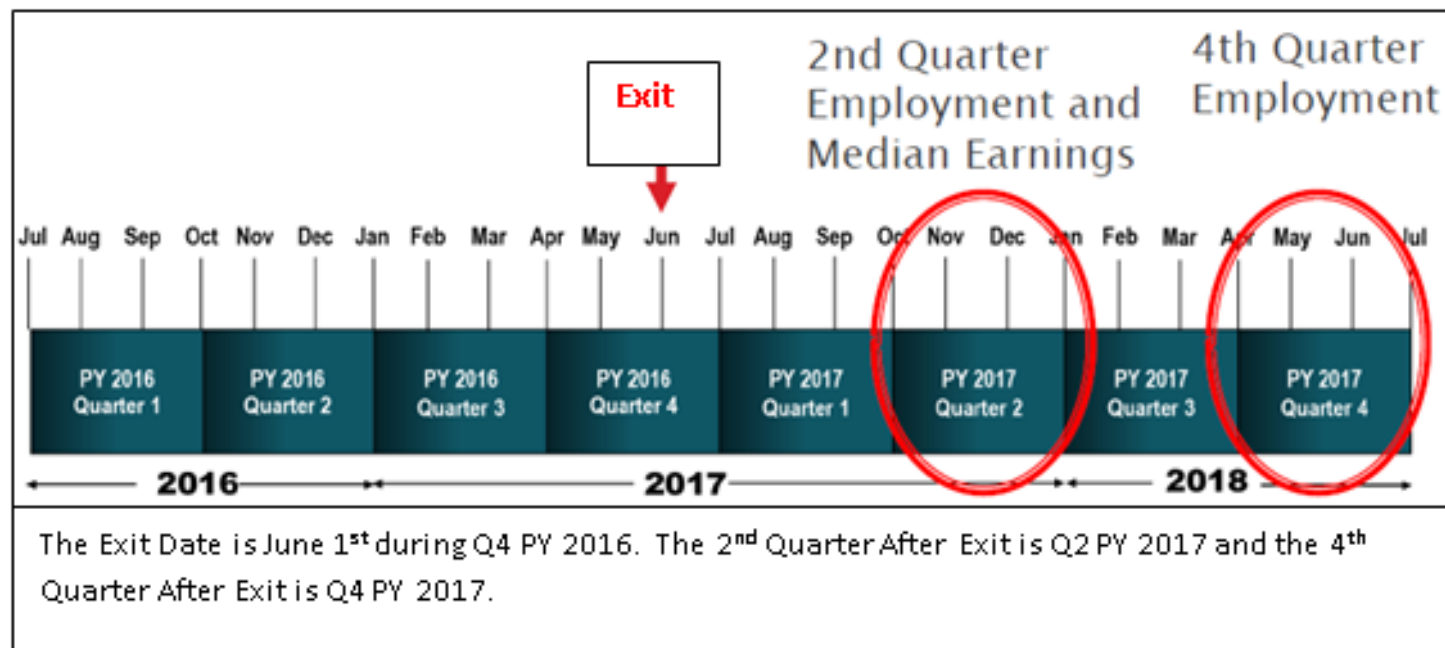 Exit
2nd Quarter
Employment and
Median Earnings
4th Quarter
Employment
Jul Aug Sep Oct Nov Dec Jan Feb Mar Apr May Jun Jul Aug Sep Oct Nov Dec Jan Feb Mar Apr May Jun Jul
PY 2016
Quarter 1
PY 2016
Quarter 2
PY 2016
Quarter 3
PY 2016
Quarter 4
PY 2017
Quarter 1
PY 2017
Quarter 2
PY 2017
Quarter 3
PY 2017
Quarter 4
2016 2017 2018
The Exit Date is June 1st during Q4 PY 2016. The 2nd Quarter After Exit is Q2 PY 2017 and the 4th
Quarter After Exit is Q4 PY 2017.